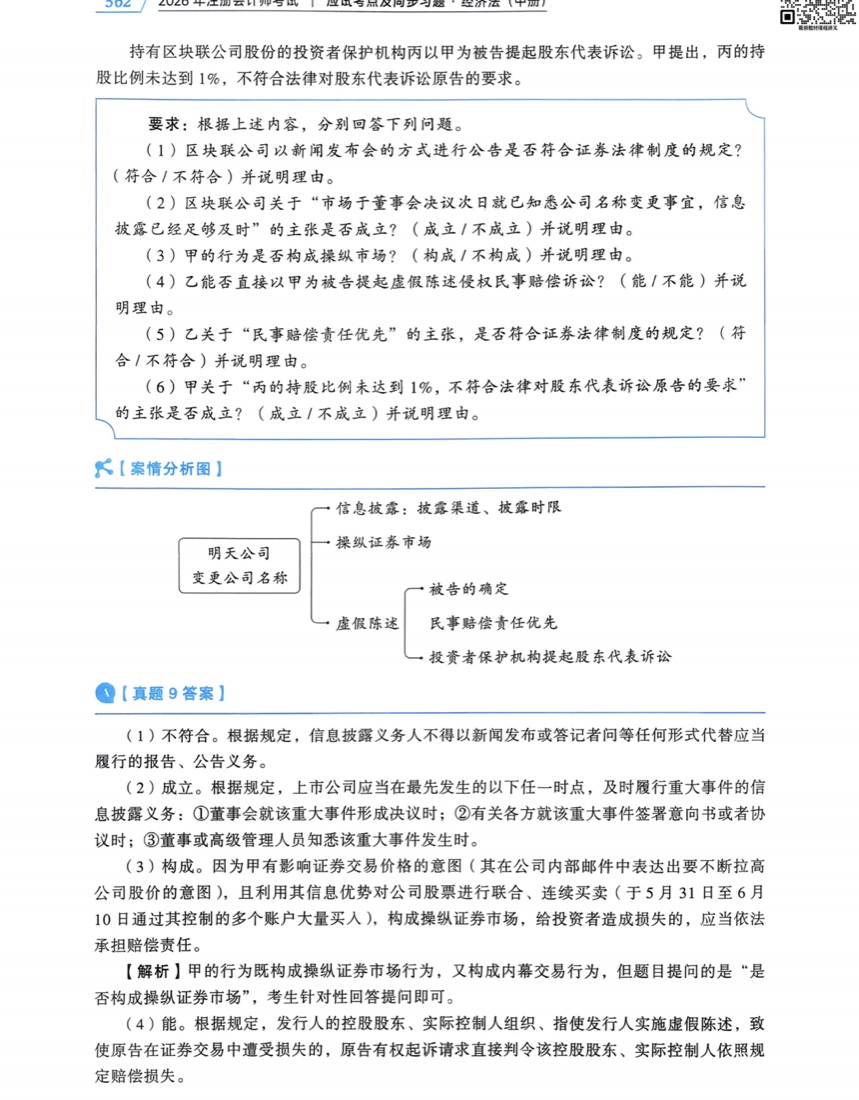 562 2026年注册会计师考试 | 应试考点及同步习题·经济法（中册）
持有区块联公司股份的投资者保护机构丙以甲为被告提起股东代表诉讼。甲提出，丙的持
股比例未达到 1%，不符合法律对股东代表诉讼原告的要求。
要求：根据上述内容，分别回答下列问题。
（1）区块联公司以新闻发布会的方式进行公告是否符合证券法律制度的规定？
（符合/不符合）并说明理由。
（2）区块联公司关于“市场于董事会决议次日就已知悉公司名称变更事宜，信息
披露已经足够及时”的主张是否成立？（成立/不成立）并说明理由。
（3）甲的行为是否构成操纵市场？（构成/不构成）并说明理由。
（4）乙能否直接以甲为被告提起虚假陈述侵权民事赔偿诉讼？（能/不能）并说
明理由。
（5）乙关于“民事赔偿责任优先”的主张，是否符合证券法律制度的规定？（符
合/不符合）并说明理由。
（6）甲关于“丙的持股比例未达到 1%，不符合法律对股东代表诉讼原告的要求”
的主张是否成立？（成立/不成立）并说明理由。
【案情分析图】
信息披露：披露渠道、披露时限
操纵证券市场
明天公司
变更公司名称
被告的确定
虚假陈述
民事赔偿责任优先
投资者保护机构提起股东代表诉讼
【真题 9 答案】
（1）不符合。根据规定，信息披露义务人不得以新闻发布或答记者问等任何形式代替应当
履行的报告、公告义务。
（2）成立。根据规定，上市公司应当在最先发生的以下任一时点，及时履行重大事件的信
息披露义务：①董事会就该重大事件形成决议时；②有关各方就该重大事件签署意向书或者协
议时；③董事或高级管理人员知悉该重大事件发生时。
（3）构成。因为甲有影响证券交易价格的意图（其在公司内部邮件中表达出要不断拉高
公司股价的意图），且利用其信息优势对公司股票进行联合、连续买卖（于 5 月 31 日至 6 月
10 日通过其控制的多个账户大量买入），构成操纵证券市场，给投资者造成损失的，应当依法
承担赔偿责任。
【解析】甲的行为既构成操纵证券市场行为，又构成内幕交易行为，但题目提问的是“是
否构成操纵证券市场”，考生针对性回答提问即可。
（4）能。根据规定，发行人的控股股东、实际控制人组织、指使发行人实施虚假陈述，致
使原告在证券交易中遭受损失的，原告有权起诉请求直接判令该控股股东、实际控制人依照规
定赔偿损失。